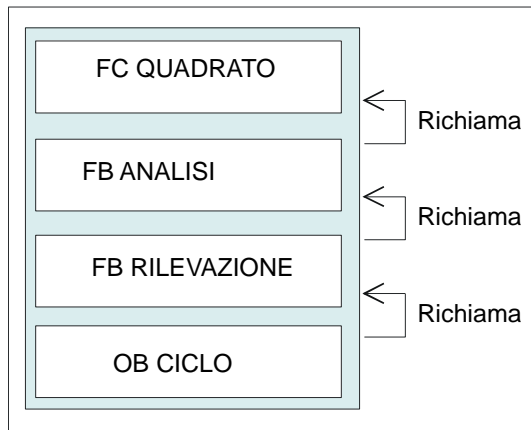 FC QUADRATO
Richiama
FB ANALISI
Richiama
FB RILEVAZIONE
Richiama
OB CICLO